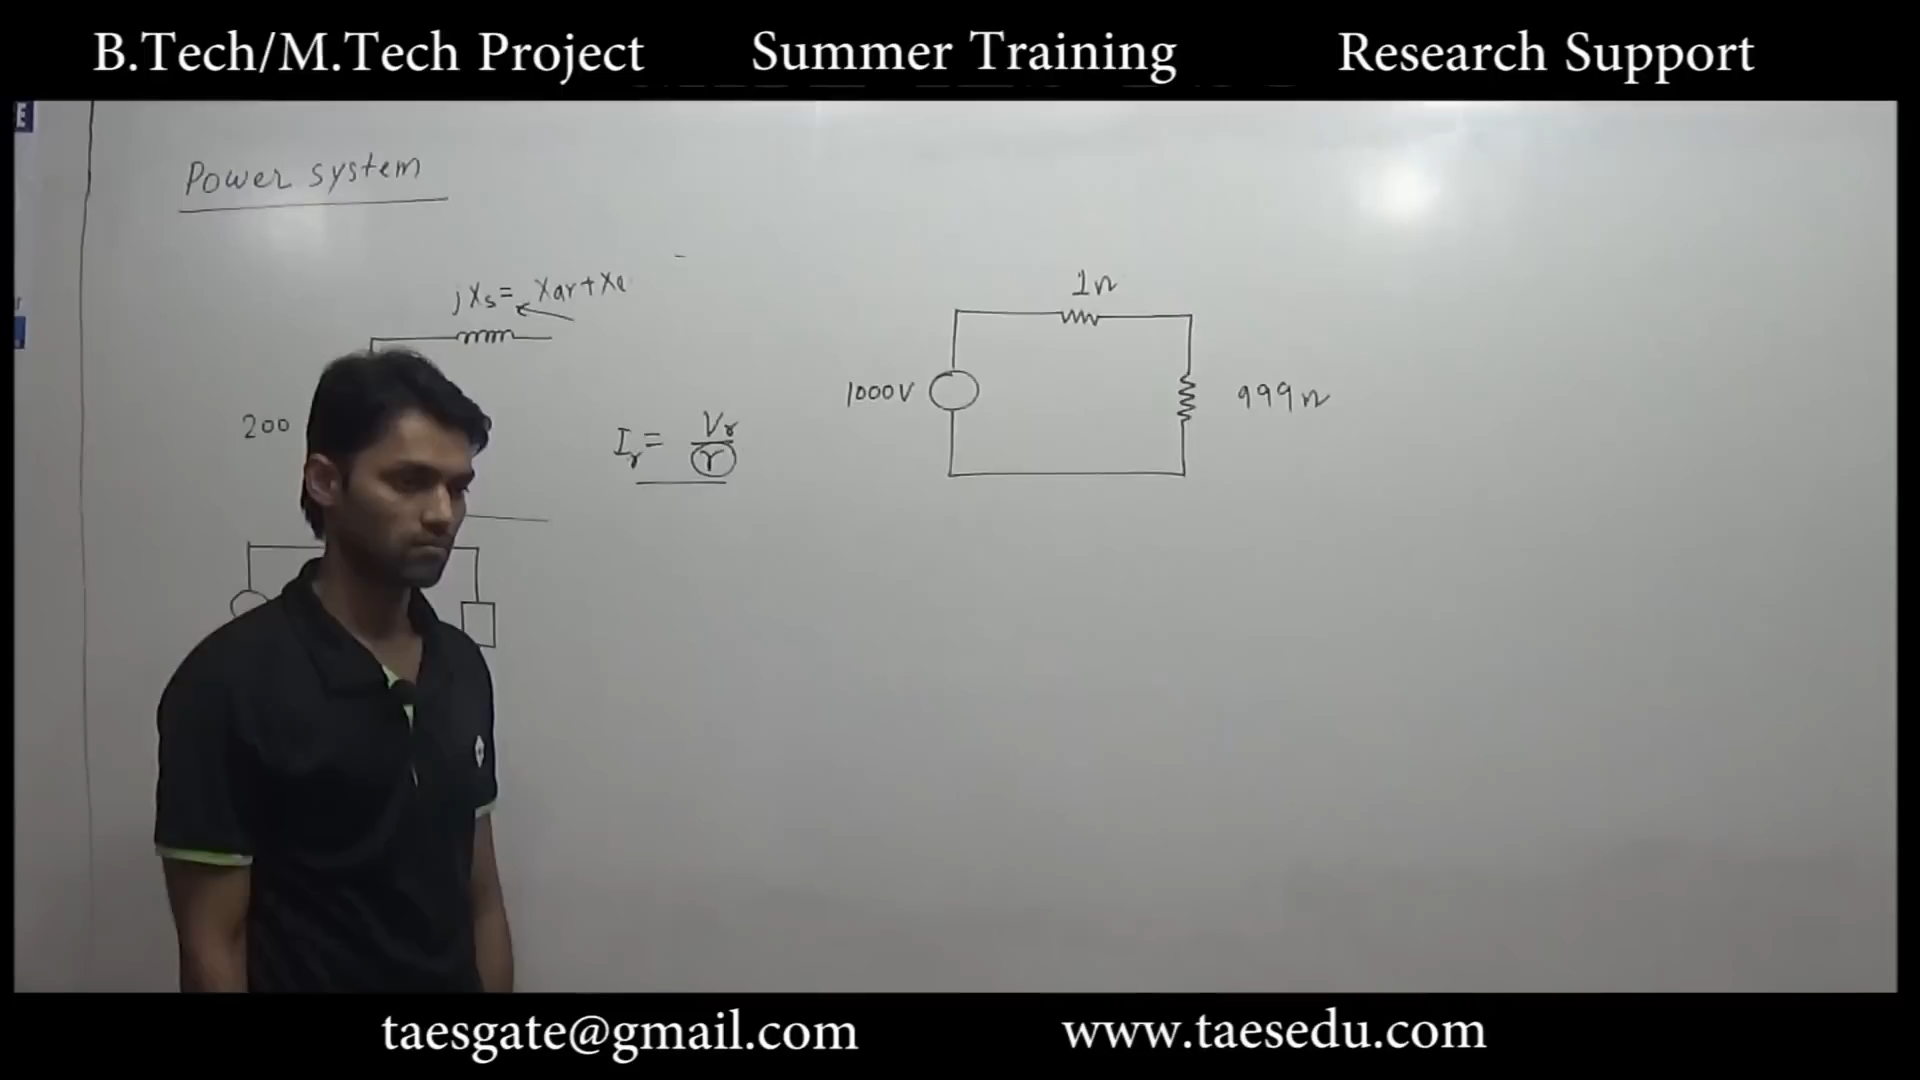 B.Tech/M.Tech Project Summer Training Research Support
E
Power system
jXs = Xar + Xl
1Ω
200
Ir = Vr / r
1000V
999Ω
taesgate@gmail.com www.taesedu.com